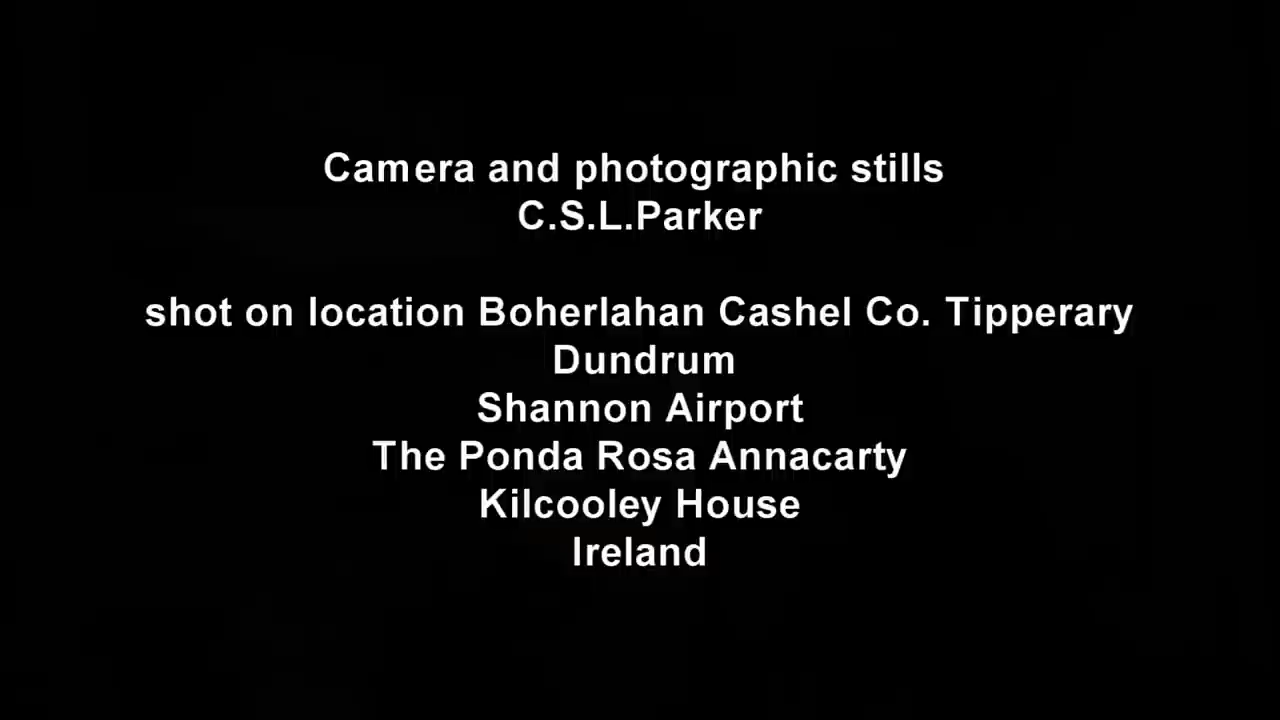 Camera and photographic stills
C.S.L.Parker
shot on location Boherlahan Cashel Co. Tipperary
Dundrum
Shannon Airport
The Ponda Rosa Annacarty
Kilcooley House
Ireland